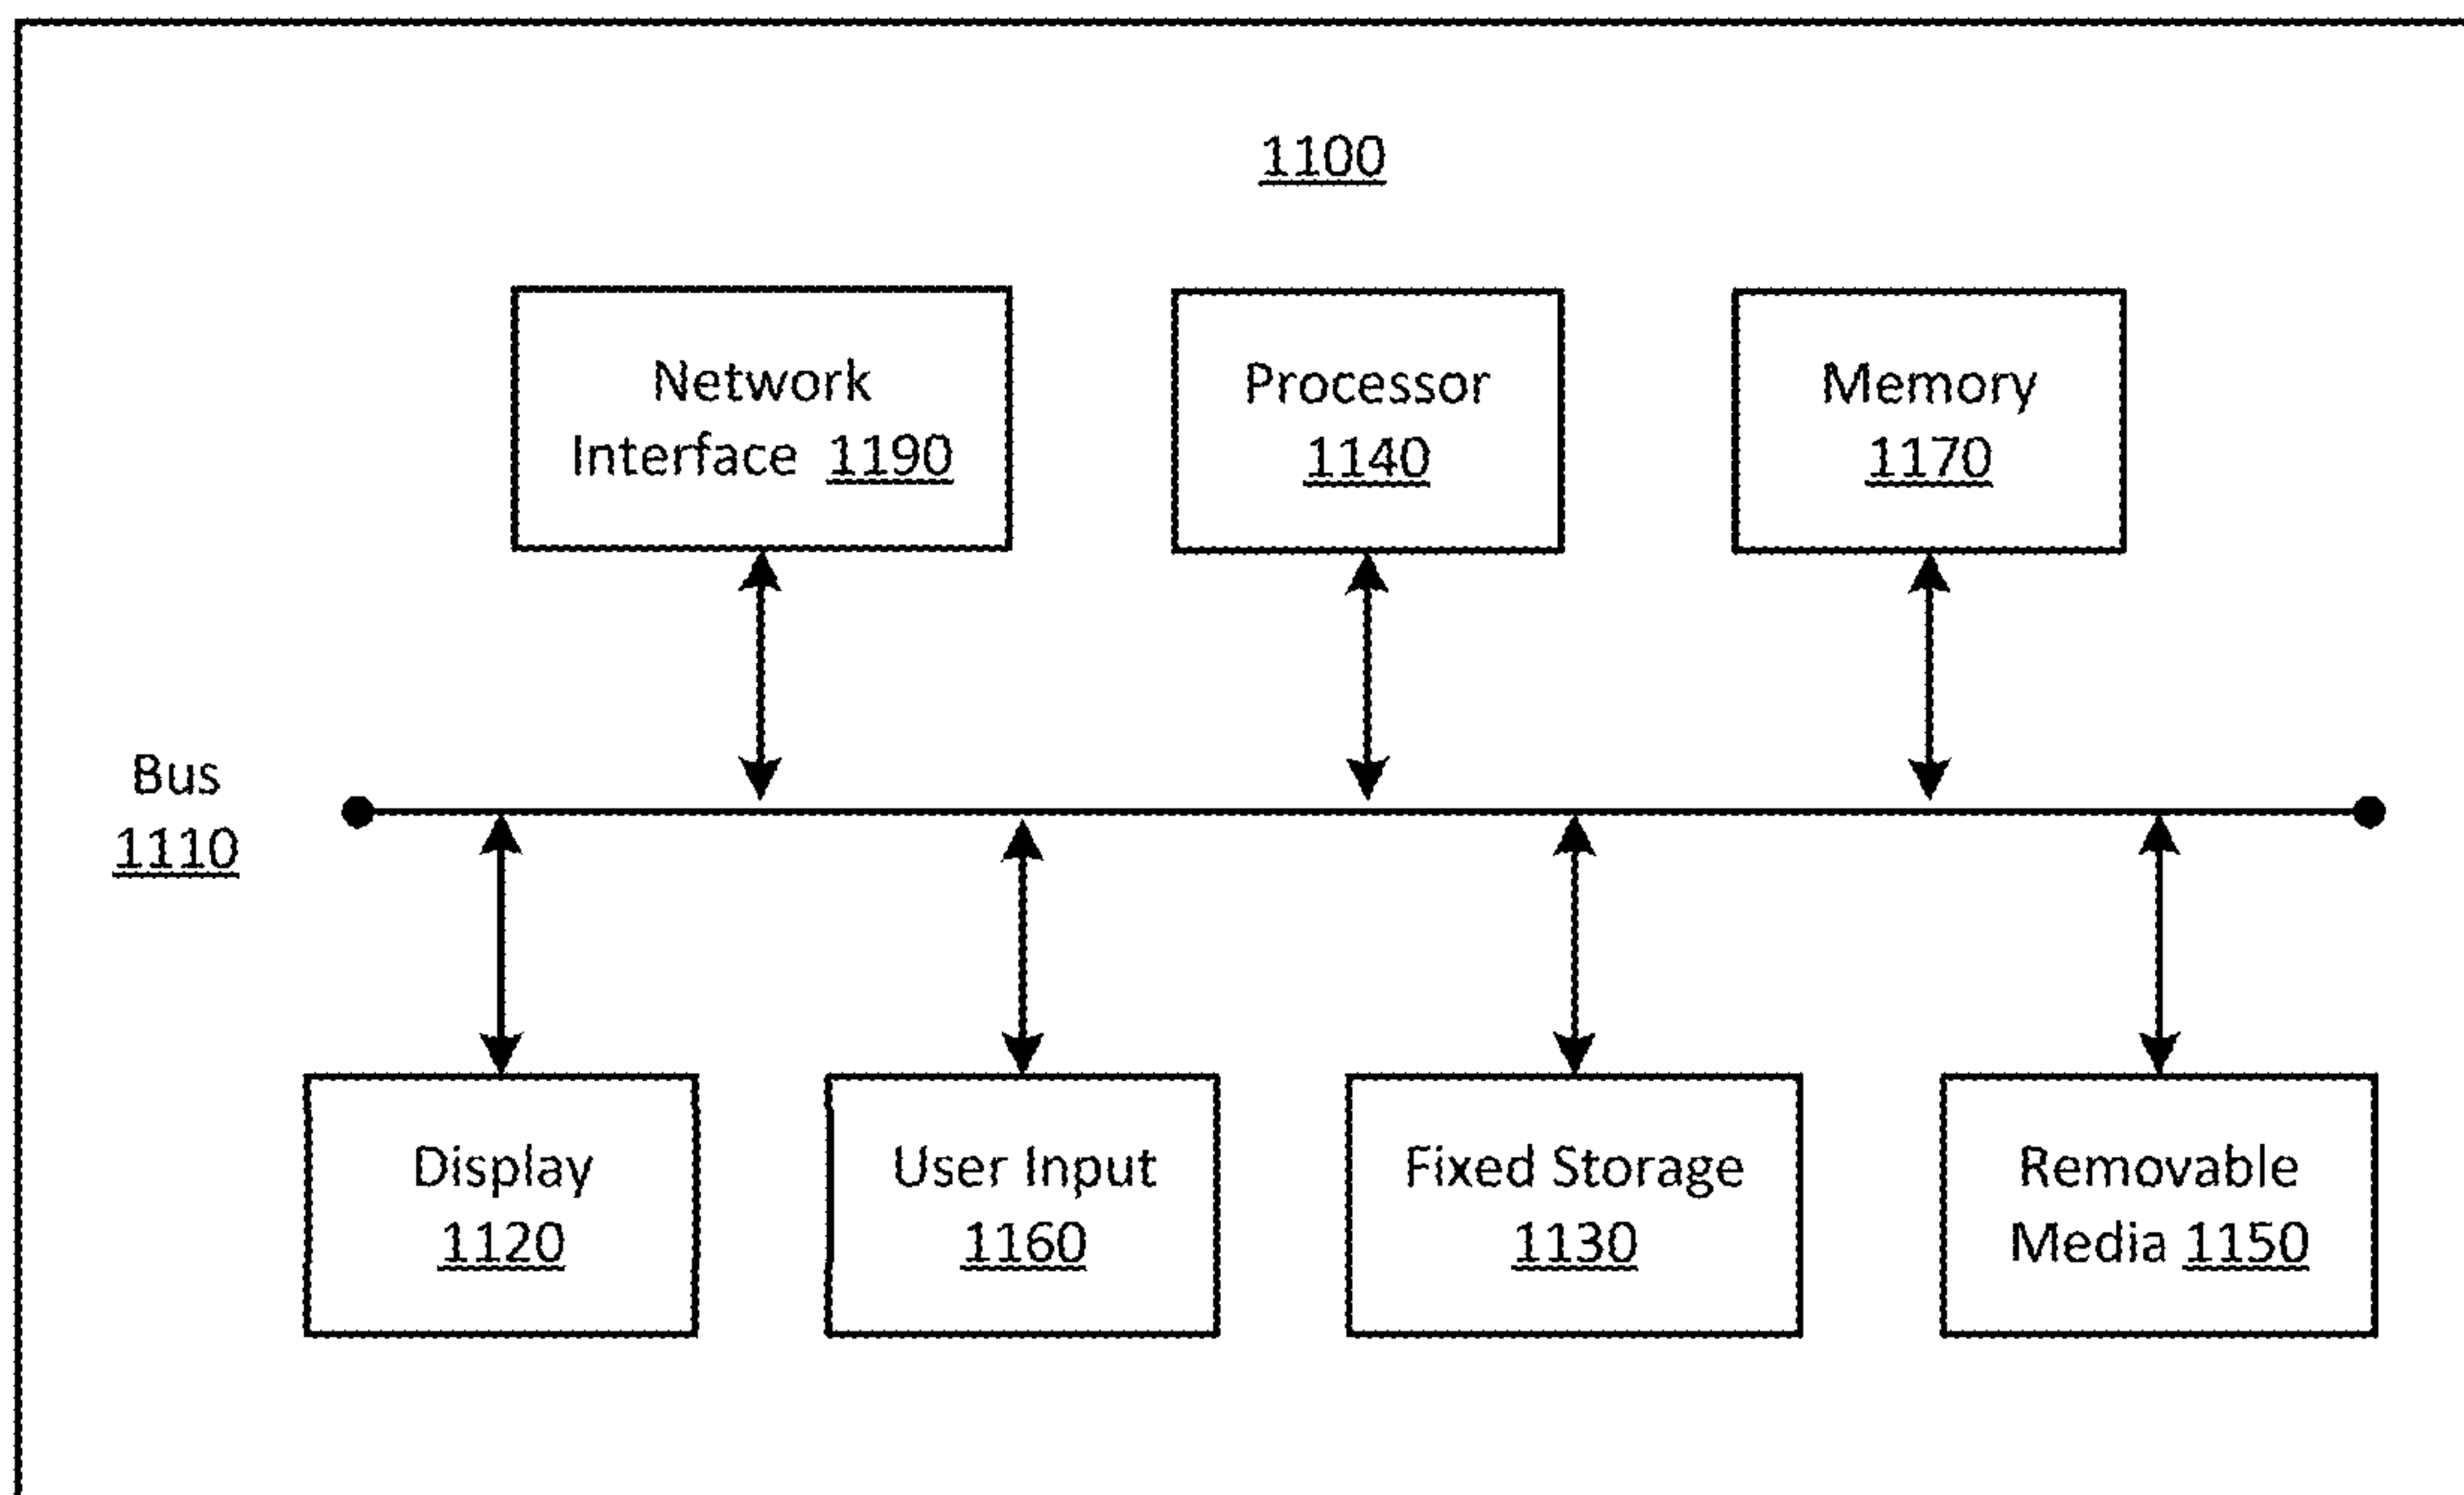 1100
Network
Interface 1190
Processor
1140
Memory
1170
Bus
1110
Display
1120
User Input
1160
Fixed Storage
1130
Removable
Media 1150